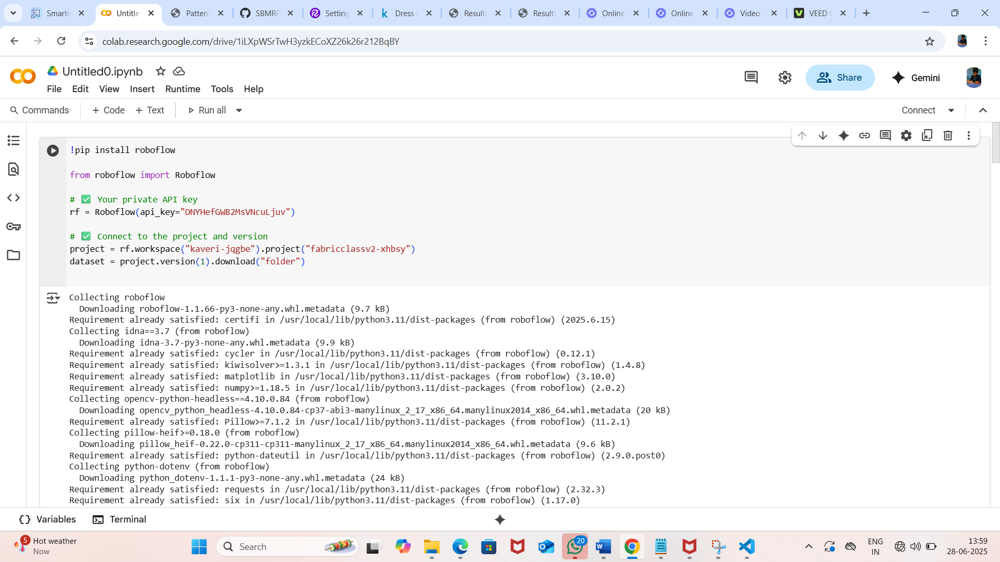 Smarti
Untitle
Pattern
SBMRF
Setting
Dress
Results
Results
Online
Online
Video
VEED
colab.research.google.com/drive/1iLXpWSrTwH3yzkECoXZ26k26r212BqBY
Untitled0.ipynb
File Edit View Insert Runtime Tools Help
Share
Gemini
Commands + Code + Text Run all
Connect
!pip install roboflow
from roboflow import Roboflow
# ✅ Your private API key
rf = Roboflow(api_key="DNYHefGWB2MsVNcuLjuv")
# ✅ Connect to the project and version
project = rf.workspace("kaveri-jqgbe").project("fabricclassv2-xhbsy")
dataset = project.version(1).download("folder")
Collecting roboflow
  Downloading roboflow-1.1.66-py3-none-any.whl.metadata (9.7 kB)
Requirement already satisfied: certifi in /usr/local/lib/python3.11/dist-packages (from roboflow) (2025.6.15)
Collecting idna==3.7 (from roboflow)
  Downloading idna-3.7-py3-none-any.whl.metadata (9.9 kB)
Requirement already satisfied: cycler in /usr/local/lib/python3.11/dist-packages (from roboflow) (0.12.1)
Requirement already satisfied: kiwisolver>=1.3.1 in /usr/local/lib/python3.11/dist-packages (from roboflow) (1.4.8)
Requirement already satisfied: matplotlib in /usr/local/lib/python3.11/dist-packages (from roboflow) (3.10.0)
Requirement already satisfied: numpy>=1.18.5 in /usr/local/lib/python3.11/dist-packages (from roboflow) (2.0.2)
Collecting opencv-python-headless==4.10.0.84 (from roboflow)
  Downloading opencv_python_headless-4.10.0.84-cp37-abi3-manylinux_2_17_x86_64.manylinux2014_x86_64.whl.metadata (20 kB)
Requirement already satisfied: Pillow>=7.1.2 in /usr/local/lib/python3.11/dist-packages (from roboflow) (11.2.1)
Collecting pillow-heif>=0.18.0 (from roboflow)
  Downloading pillow_heif-0.22.0-cp311-cp311-manylinux_2_17_x86_64.manylinux2014_x86_64.whl.metadata (9.6 kB)
Requirement already satisfied: python-dateutil in /usr/local/lib/python3.11/dist-packages (from roboflow) (2.9.0.post0)
Collecting python-dotenv (from roboflow)
  Downloading python_dotenv-1.1.1-py3-none-any.whl.metadata (24 kB)
Requirement already satisfied: requests in /usr/local/lib/python3.11/dist-packages (from roboflow) (2.32.3)
Requirement already satisfied: six in /usr/local/lib/python3.11/dist-packages (from roboflow) (1.17.0)
Variables
Terminal
5
Hot weather
Now
Search
20
ENG
IN
13:59
28-06-2025